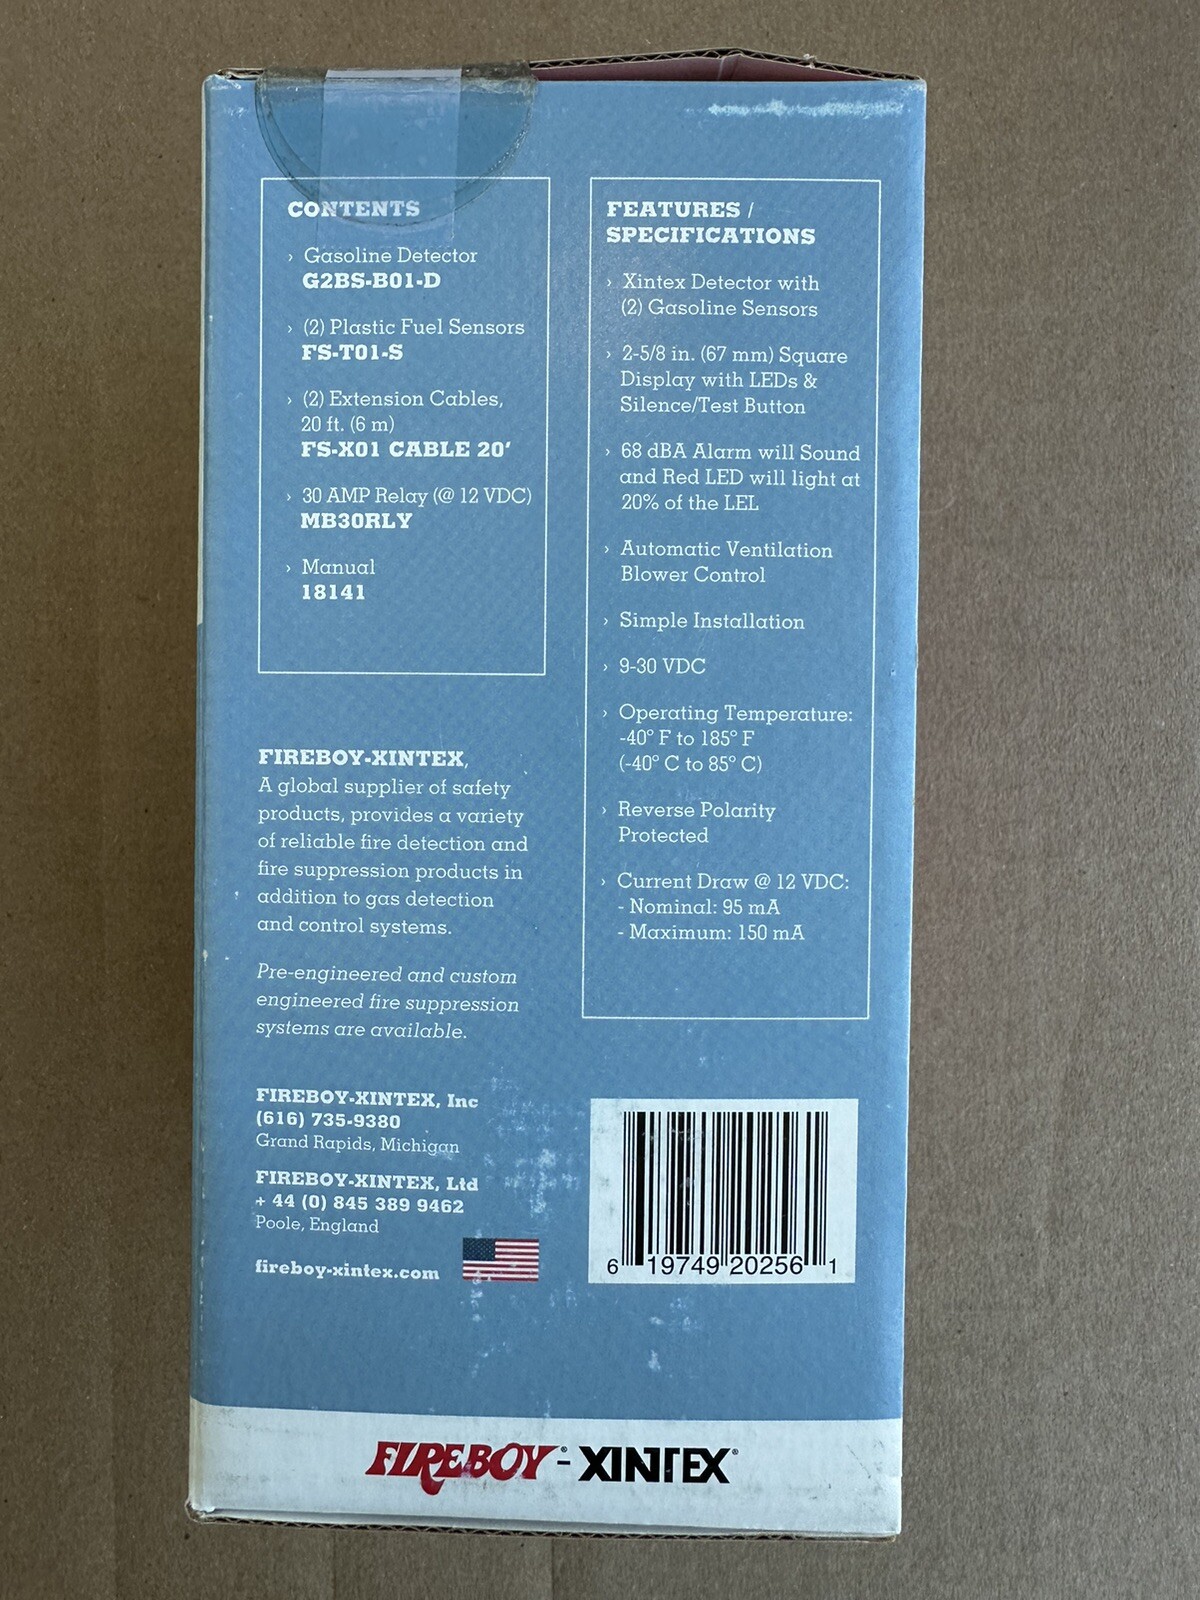 CONTENTS
› Gasoline Detector
G2BS-B01-D
› (2) Plastic Fuel Sensors
FS-T01-S
› (2) Extension Cables,
20 ft. (6 m)
FS-X01 CABLE 20'
› 30 AMP Relay (@ 12 VDC)
MB30RLY
› Manual
18141
FIREBOY-XINTEX,
A global supplier of safety
products, provides a variety
of reliable fire detection and
fire suppression products in
addition to gas detection
and control systems.
Pre-engineered and custom
engineered fire suppression
systems are available.
FIREBOY-XINTEX, Inc
(616) 735-9380
Grand Rapids, Michigan
FIREBOY-XINTEX, Ltd
+ 44 (0) 845 389 9462
Poole, England
fireboy-xintex.com
FEATURES /
SPECIFICATIONS
› Xintex Detector with
(2) Gasoline Sensors
› 2-5/8 in. (67 mm) Square
Display with LEDs &
Silence/Test Button
› 68 dBA Alarm will Sound
and Red LED will light at
20% of the LEL
› Automatic Ventilation
Blower Control
› Simple Installation
› 9-30 VDC
› Operating Temperature:
-40º F to 185º F
(-40º C to 85º C)
› Reverse Polarity
Protected
› Current Draw @ 12 VDC:
- Nominal: 95 mA
- Maximum: 150 mA
6 19749 20256 1
FIREBOY® - XINTEX®